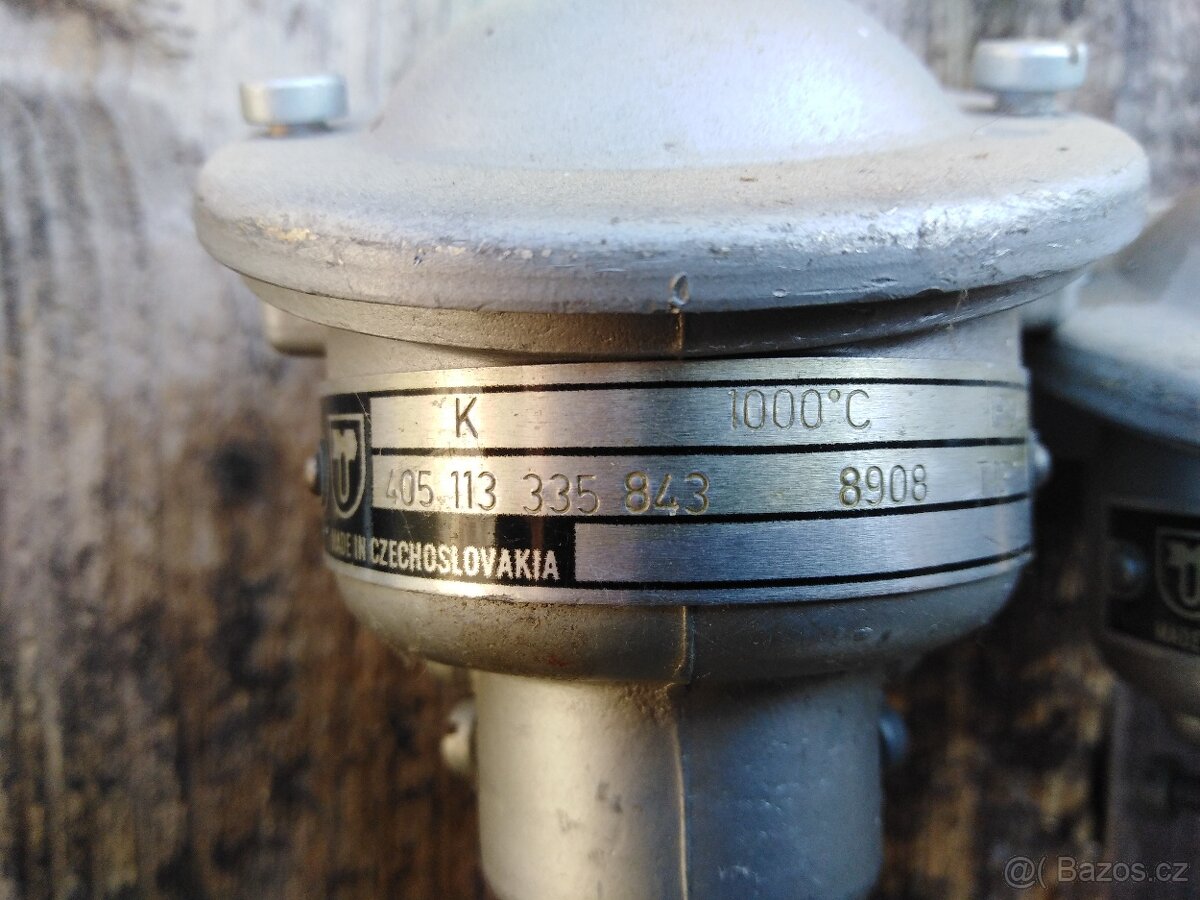 K 1000°C
405 113 335 843 8908
MADE IN CZECHOSLOVAKIA
@( Bazos.cz